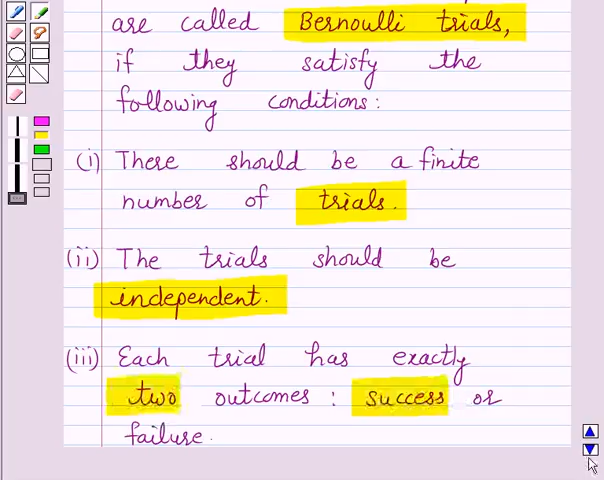 are called Bernoulli trials,
if they satisfy the
following conditions:
(i) There should be a finite
number of trials.
(ii) The trials should be
independent.
(iii) Each trial has exactly
two outcomes : success or
failure.